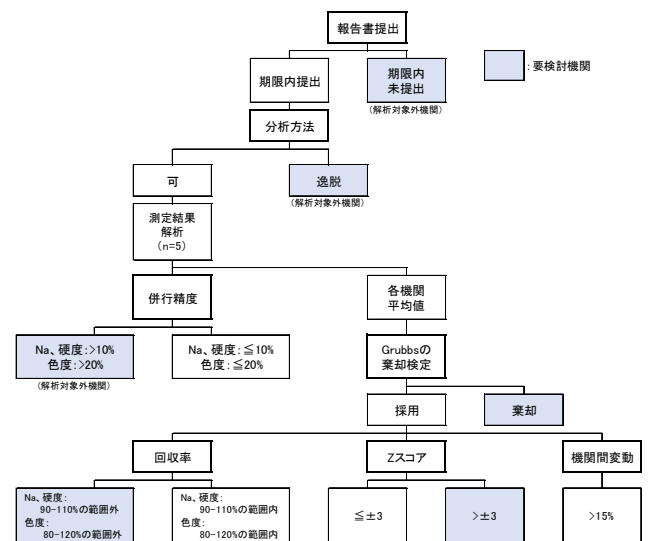 報告書提出
期限内提出
期限内
未提出
(解析対象外機関)
:要検討機関
分析方法
可
逸脱
(解析対象外機関)
測定結果
解析
(n=5)
併行精度
各機関
平均値
Na、硬度:>10%
色度:>20%
(解析対象外機関)
Na、硬度:≦10%
色度:≦20%
Grubbsの
棄却検定
採用
棄却
回収率
Zスコア
機関間変動
Na、硬度:
90-110%の範囲外
色度:
80-120%の範囲外
Na、硬度:
90-110%の範囲内
色度:
80-120%の範囲内
≦±3
>±3
>15%